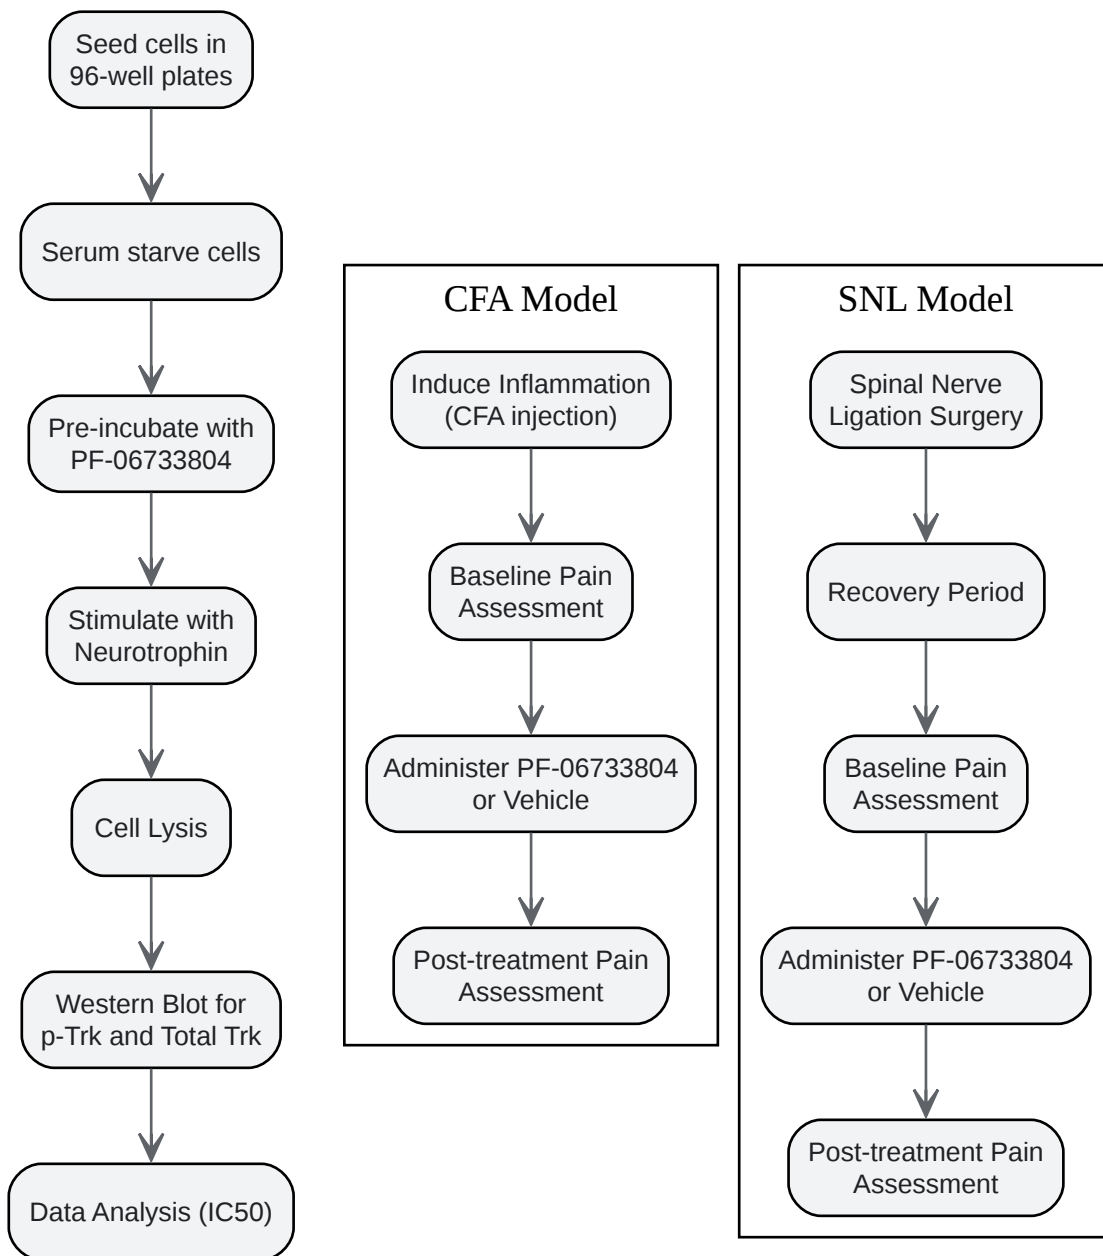 Seed cells in
96-well plates
Serum starve cells
Pre-incubate with
PF-06733804
Stimulate with
Neurotrophin
Cell Lysis
Western Blot for
p-Trk and Total Trk
Data Analysis (IC50)
CFA Model
Induce Inflammation
(CFA injection)
Baseline Pain
Assessment
Administer PF-06733804
or Vehicle
Post-treatment Pain
Assessment
SNL Model
Spinal Nerve
Ligation Surgery
Recovery Period
Baseline Pain
Assessment
Administer PF-06733804
or Vehicle
Post-treatment Pain
Assessment